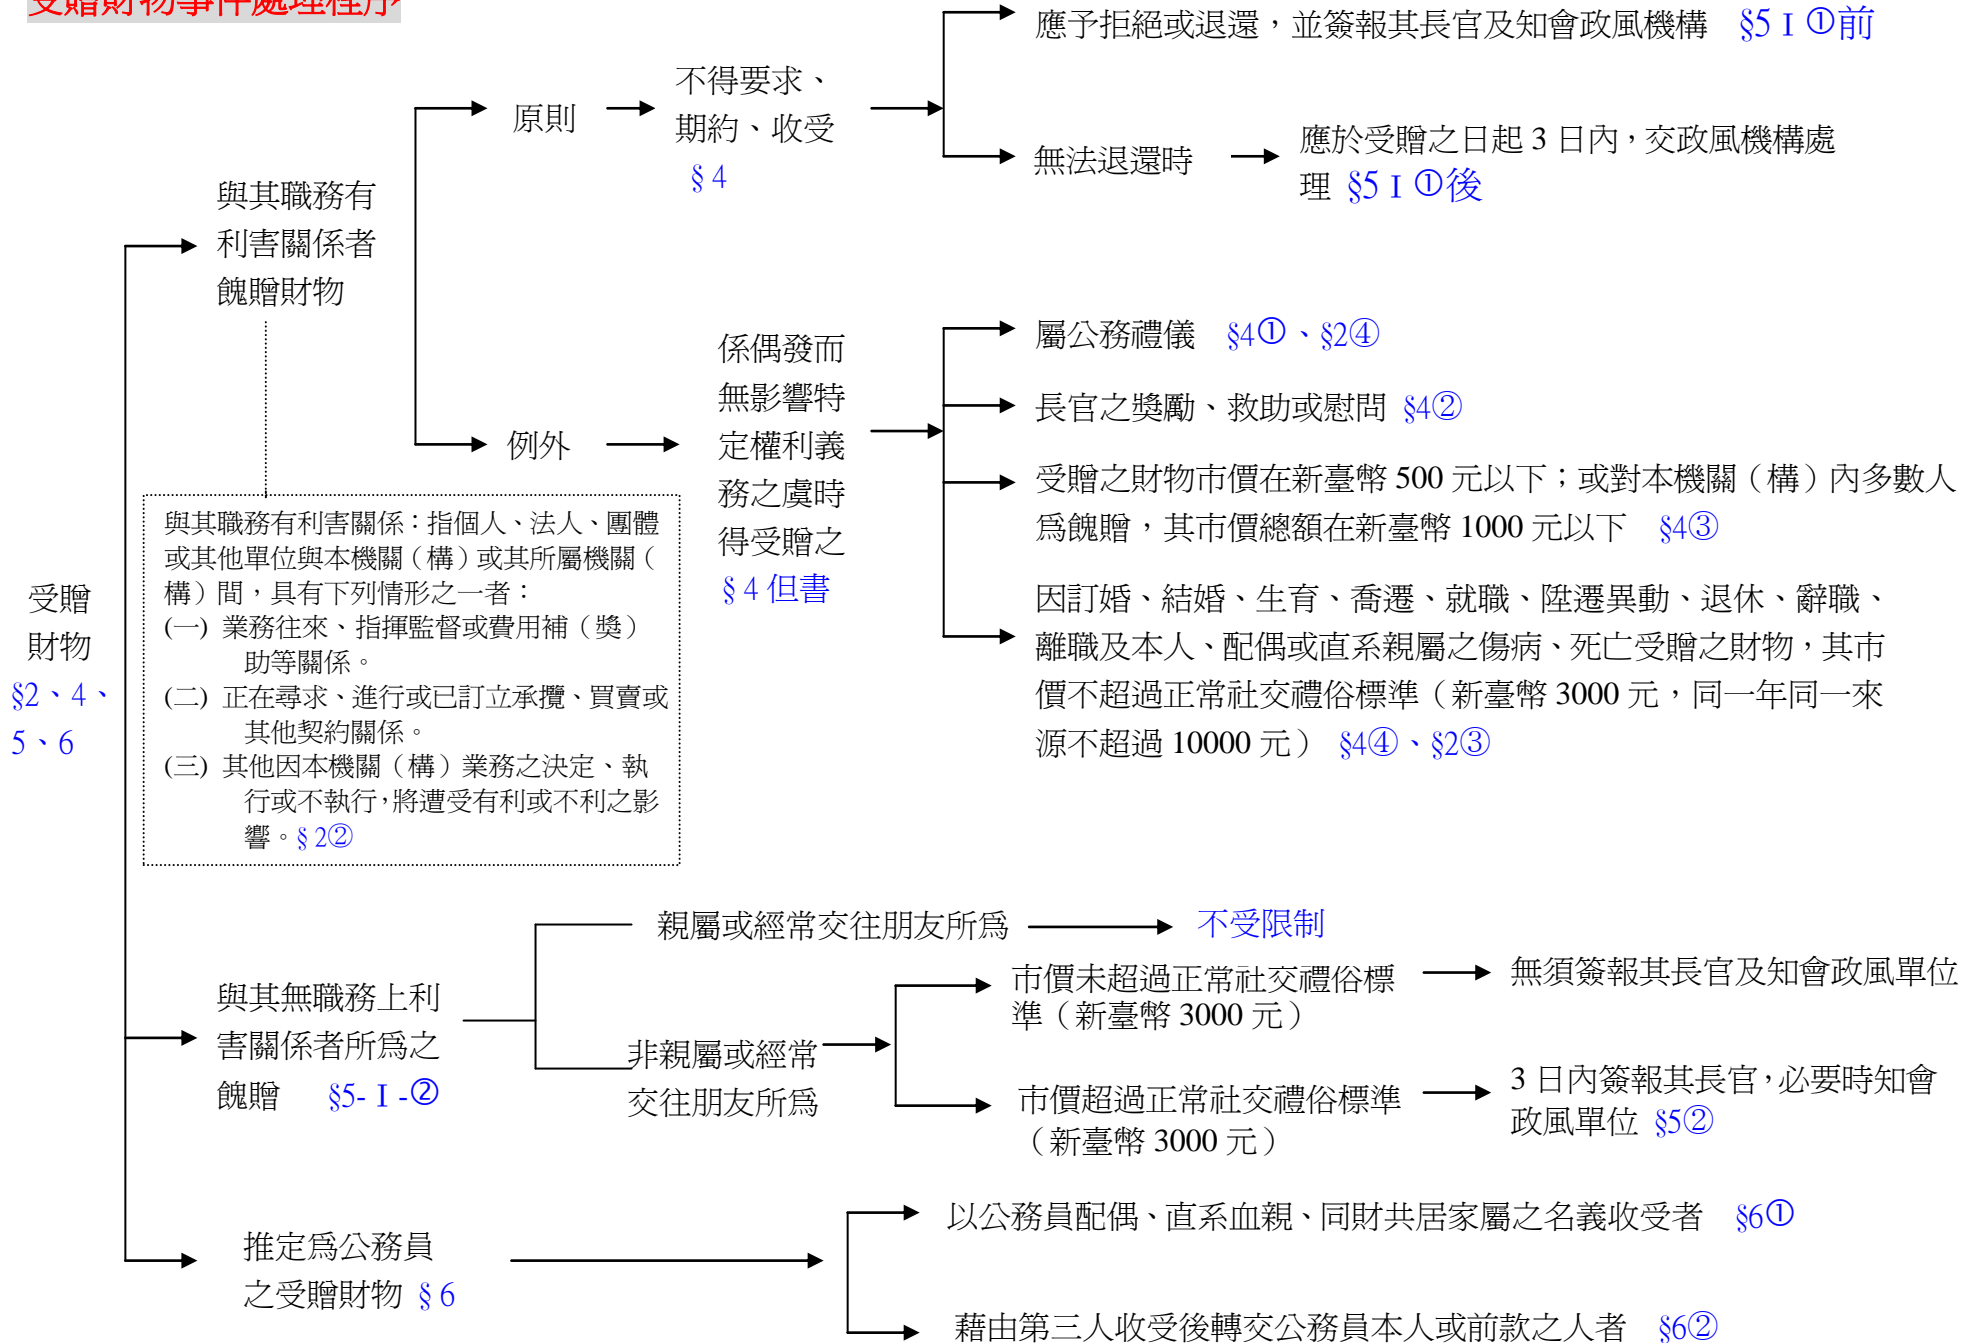 受贈財物事件處理程序
應予拒絕或退還，並簽報其長官及知會政風機構 §5 I ①前
不得要求、
期約、收受
§ 4
原則
無法退還時
應於受贈之日起 3 日內，交政風機構處
理 §5 I ①後
與其職務有
利害關係者
餽贈財物
係偶發而
無影響特
定權利義
務之虞時
得受贈之
§ 4 但書
例外
屬公務禮儀 §4①、§2④
長官之獎勵、救助或慰問 §4②
受贈之財物市價在新臺幣 500 元以下；或對本機關（構）內多數人
為餽贈，其市價總額在新臺幣 1000 元以下 §4③
因訂婚、結婚、生育、喬遷、就職、陞遷異動、退休、辭職、
離職及本人、配偶或直系親屬之傷病、死亡受贈之財物，其市
價不超過正常社交禮俗標準（新臺幣 3000 元，同一年同一來
源不超過 10000 元） §4④、§2③
與其職務有利害關係：指個人、法人、團體
或其他單位與本機關（構）或其所屬機關（
構）間，具有下列情形之一者：
(一) 業務往來、指揮監督或費用補（獎）
助等關係。
(二) 正在尋求、進行或已訂立承攬、買賣或
其他契約關係。
(三) 其他因本機關（構）業務之決定、執
行或不執行，將遭受有利或不利之影
響。§ 2②
受贈
財物
§2、4、
5、6
與其無職務上利
害關係者所為之
餽贈 §5- I -②
親屬或經常交往朋友所為
不受限制
非親屬或經常
交往朋友所為
市價未超過正常社交禮俗標
準（新臺幣 3000 元）
無須簽報其長官及知會政風單位
市價超過正常社交禮俗標準
（新臺幣 3000 元）
3 日內簽報其長官，必要時知會
政風單位 §5②
推定為公務員
之受贈財物 § 6
以公務員配偶、直系血親、同財共居家屬之名義收受者 §6①
藉由第三人收受後轉交公務員本人或前款之人者 §6②